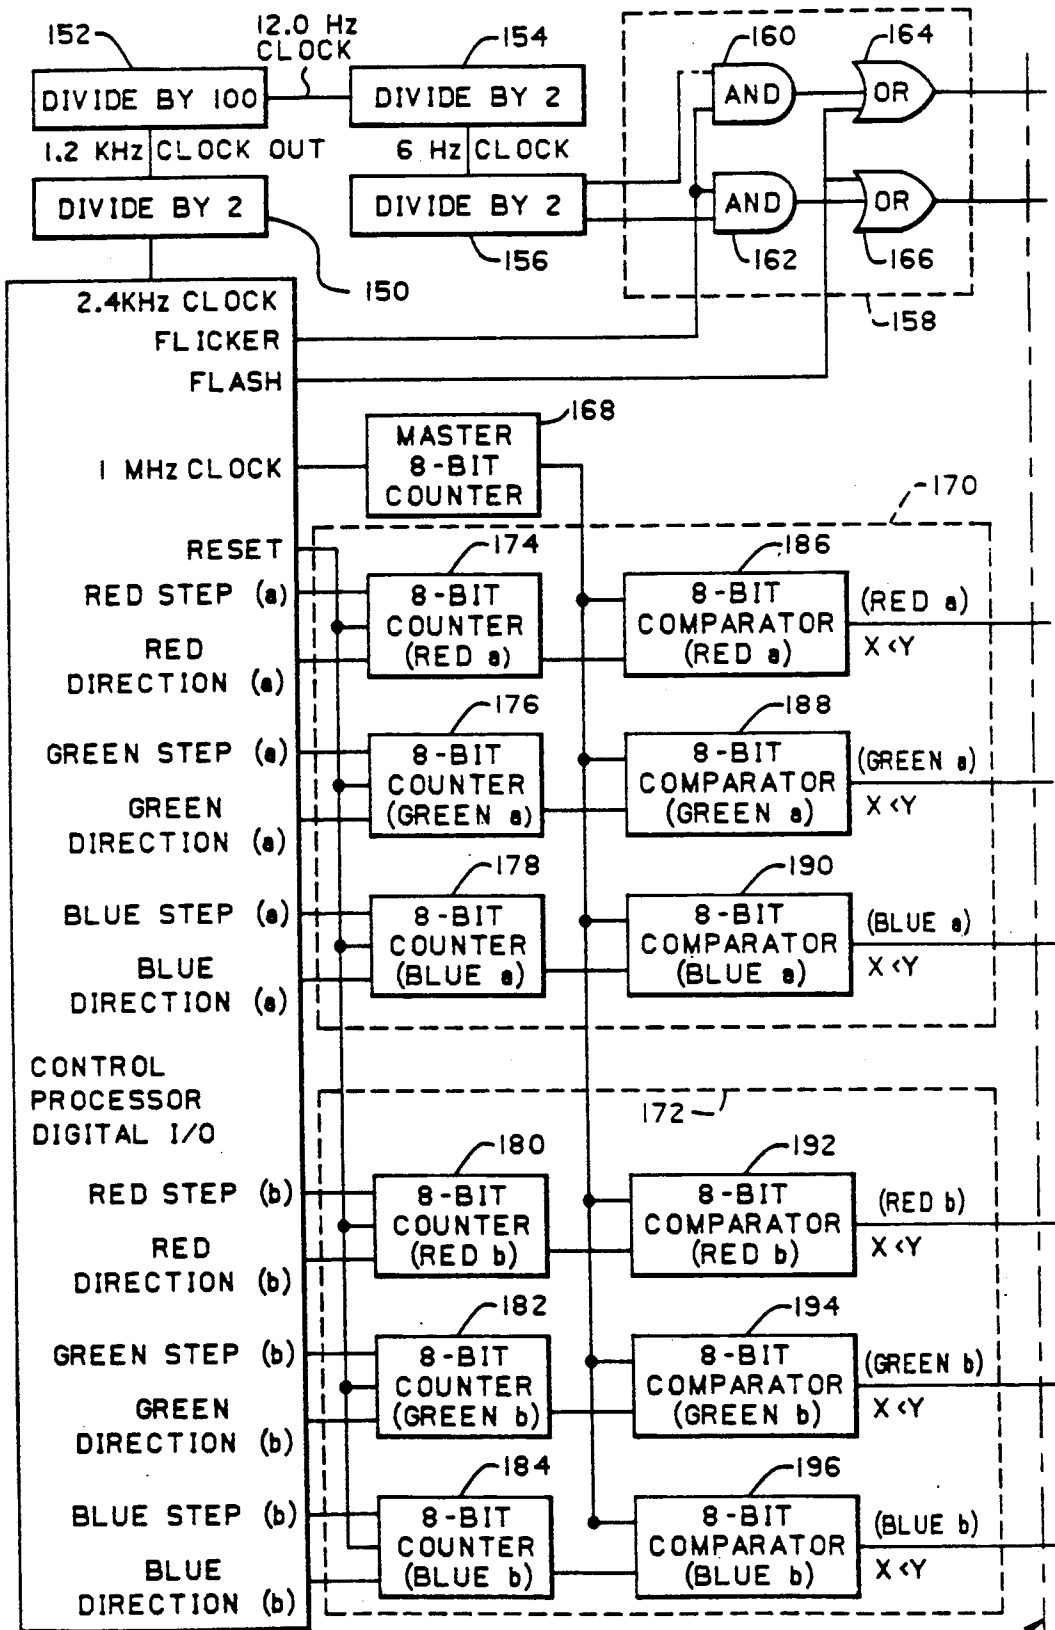 152
12.0 Hz
CLOCK
154
160
164
DIVIDE BY 100
DIVIDE BY 2
AND
OR
1.2 KHz CLOCK OUT
6 Hz CLOCK
DIVIDE BY 2
DIVIDE BY 2
AND
OR
156
162
166
150
158
2.4KHz CLOCK
FLICKER
FLASH
168
1 MHz CLOCK
MASTER
8-BIT
COUNTER
170
RESET
174
186
RED STEP (a)
8-BIT
COUNTER
(RED a)
8-BIT
COMPARATOR
(RED a)
(RED a)
X <Y
RED
DIRECTION (a)
176
188
GREEN STEP (a)
8-BIT
COUNTER
(GREEN a)
8-BIT
COMPARATOR
(GREEN a)
(GREEN a)
X <Y
GREEN
DIRECTION (a)
178
190
BLUE STEP (a)
8-BIT
COUNTER
(BLUE a)
8-BIT
COMPARATOR
(BLUE a)
(BLUE a)
X <Y
BLUE
DIRECTION (a)
CONTROL
PROCESSOR
DIGITAL I/O
172
180
192
RED STEP (b)
8-BIT
COUNTER
(RED b)
8-BIT
COMPARATOR
(RED b)
(RED b)
X <Y
RED
DIRECTION (b)
182
194
GREEN STEP (b)
8-BIT
COUNTER
(GREEN b)
8-BIT
COMPARATOR
(GREEN b)
(GREEN b)
X <Y
GREEN
DIRECTION (b)
184
196
BLUE STEP (b)
8-BIT
COUNTER
(BLUE b)
8-BIT
COMPARATOR
(BLUE b)
(BLUE b)
X <Y
BLUE
DIRECTION (b)